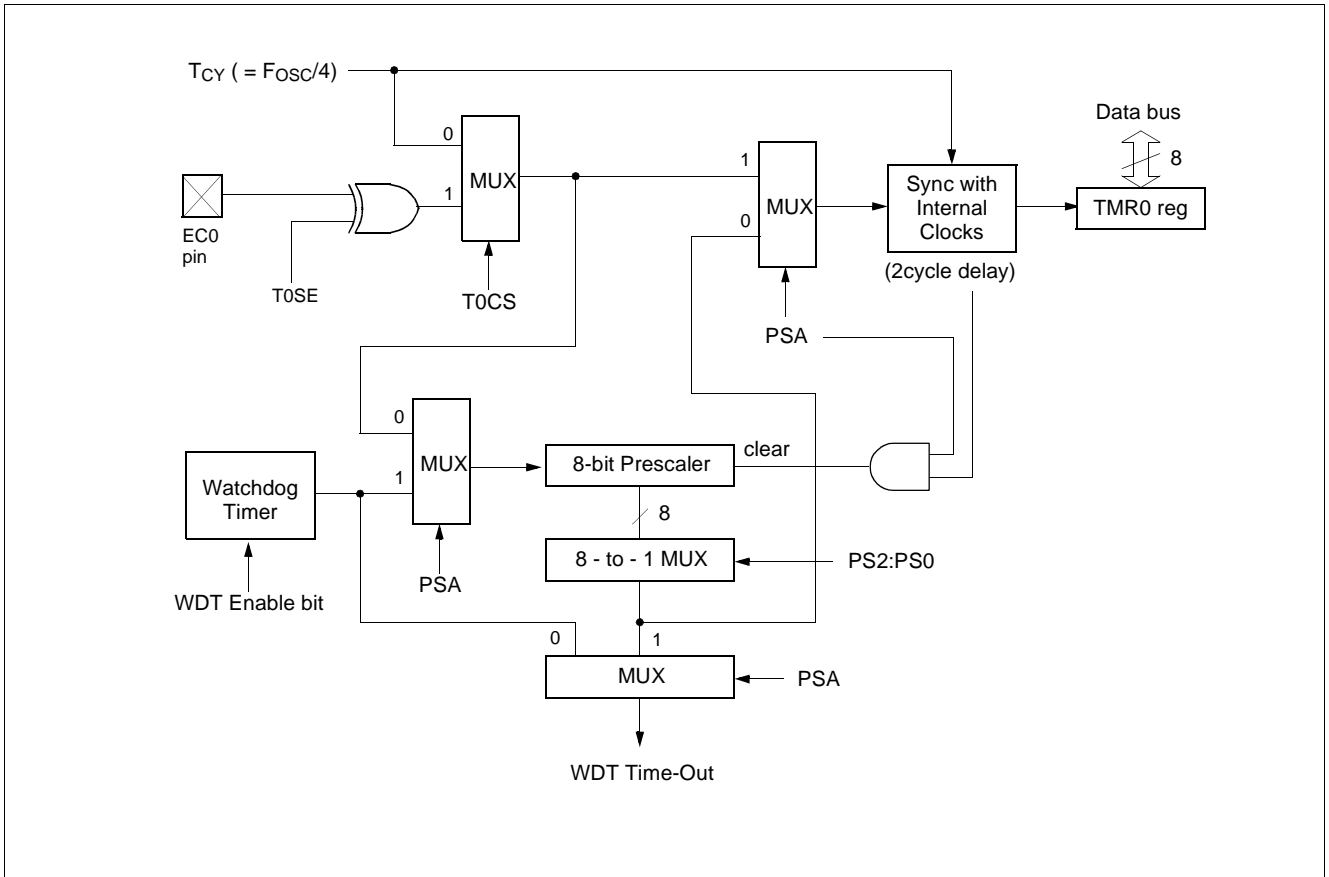 TCY ( = FOSC/4)
Data bus
0
8
MUX
1
1
MUX
Sync with
Internal
Clocks
TMR0 reg
0
EC0
pin
(2cycle delay)
T0SE
T0CS
PSA
0
MUX
8-bit Prescaler
clear
1
Watchdog
Timer
8
8 - to - 1 MUX
PS2:PS0
PSA
WDT Enable bit
0
1
MUX
PSA
WDT Time-Out